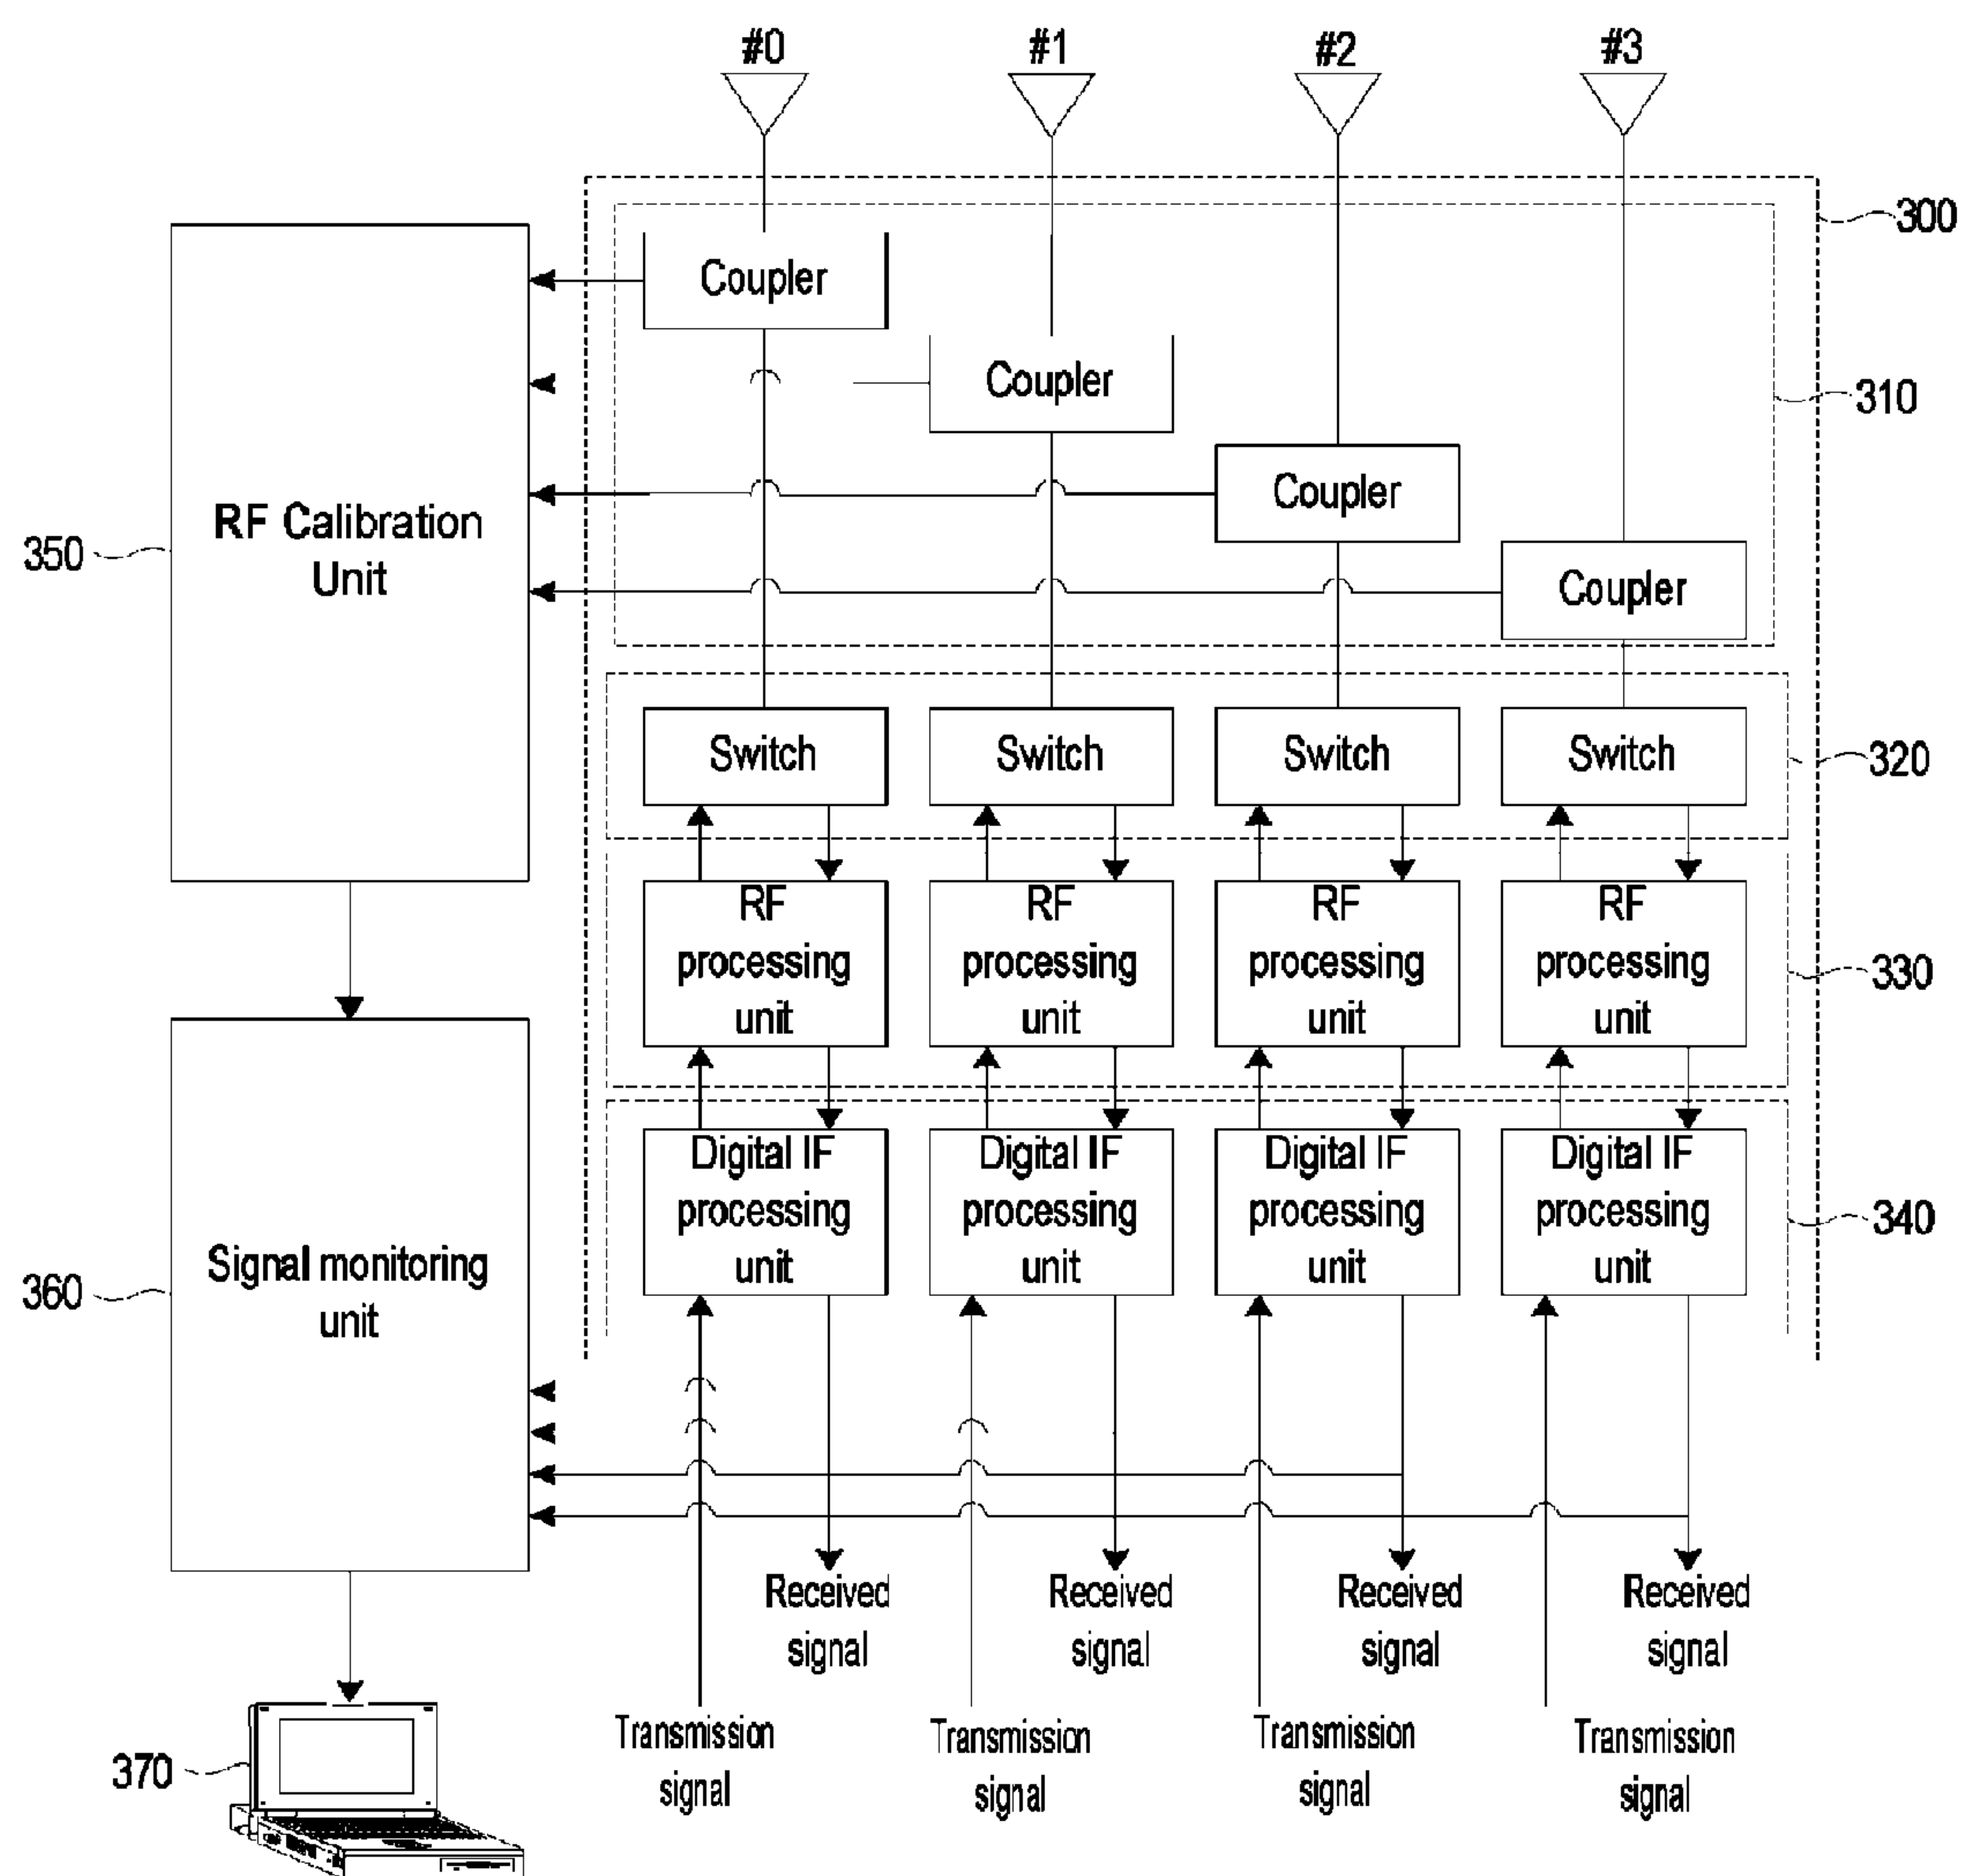 #0 #1 #2 #3
300
Coupler
310
Coupler
Coupler
RF Calibration
Unit
350
Coupler
Switch Switch Switch Switch
320
RF RF RF RF
processing processing processing processing
unit unit unit unit
330
Digital IF Digital IF Digital IF Digital IF
processing processing processing processing
unit unit unit unit
340
Signal monitoring
unit
360
Received Received Received Received
signal signal signal signal
Transmission Transmission Transmission Transmission
signal signal signal signal
370